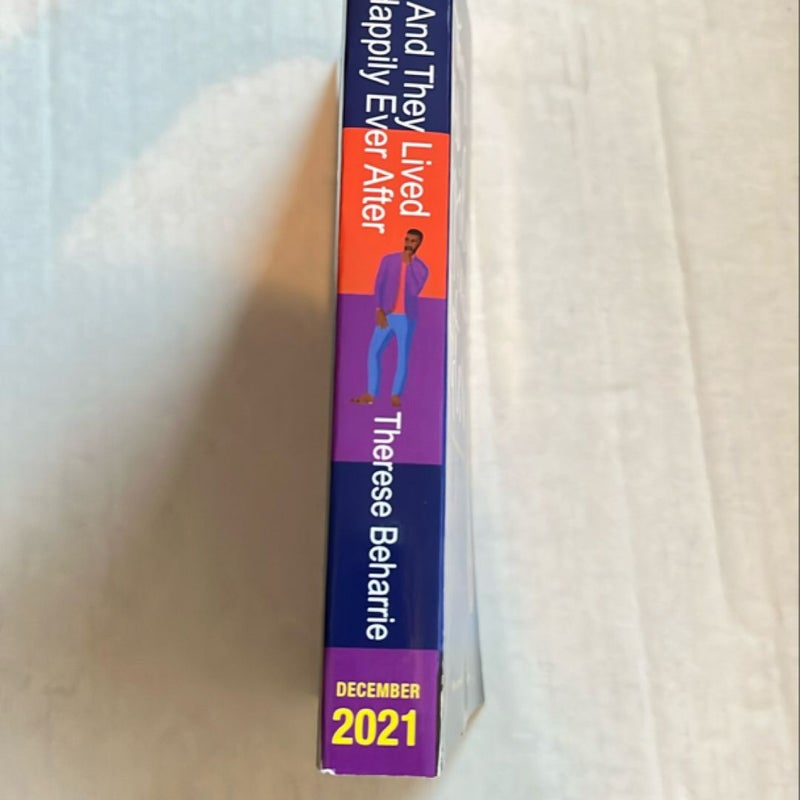 And They Lived
Happily Ever After
Therese Beharrie
DECEMBER
2021